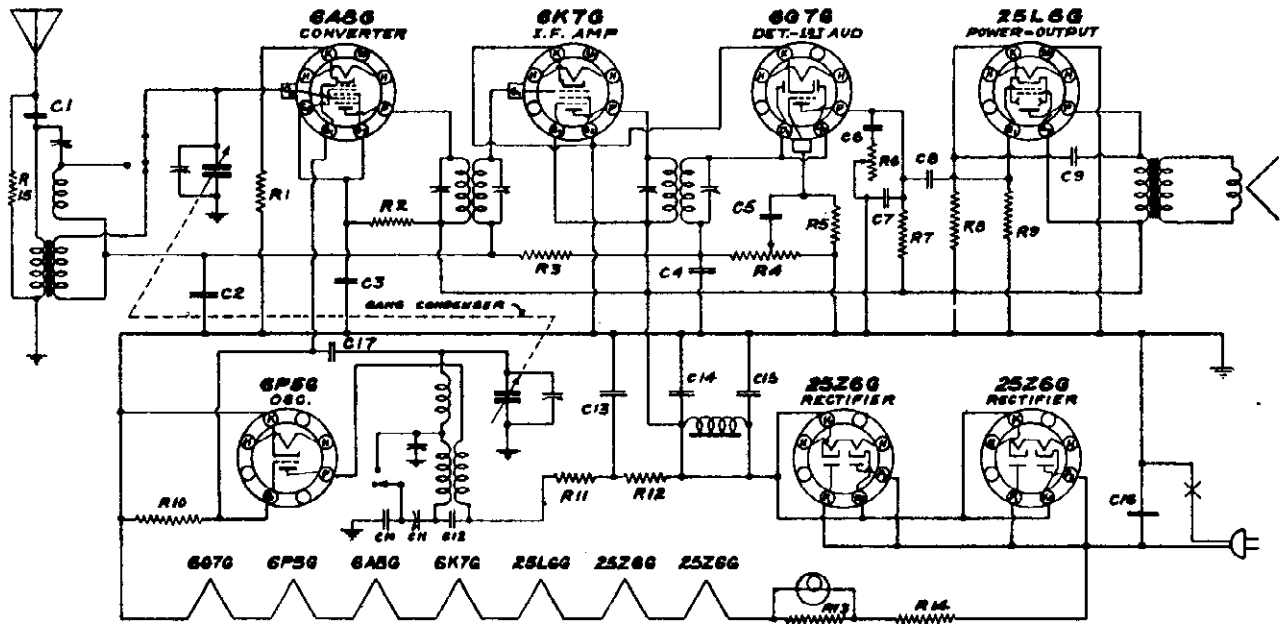 6A8G
CONVERTER
6K7G
I.F. AMP
6Q7G
DET.-1st AUD
25L6G
POWER-OUTPUT
C1
R15
R1
R2
C3
C2
R3
C5
R4
R5
C4
C6
R6
C7
R7
C8
R8
R9
C9
GANG CONDENSER
C17
6P5G
OSC.
C13
C14
C15
25Z6G
RECTIFIER
25Z6G
RECTIFIER
R10
C11
C12
R11
R12
C16
6Q7G 6P5G 6A8G 6K7G 25L6G 25Z6G 25Z6G
R13
R14